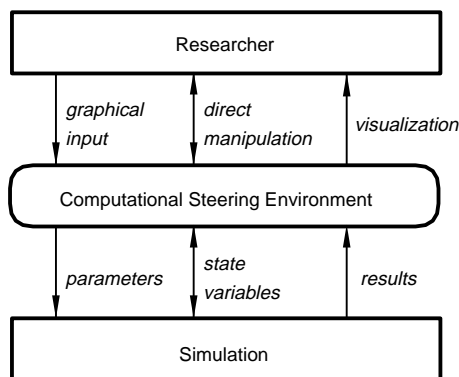 Researcher
graphical
input
direct
manipulation
visualization
Computational Steering Environment
parameters
state
variables
results
Simulation